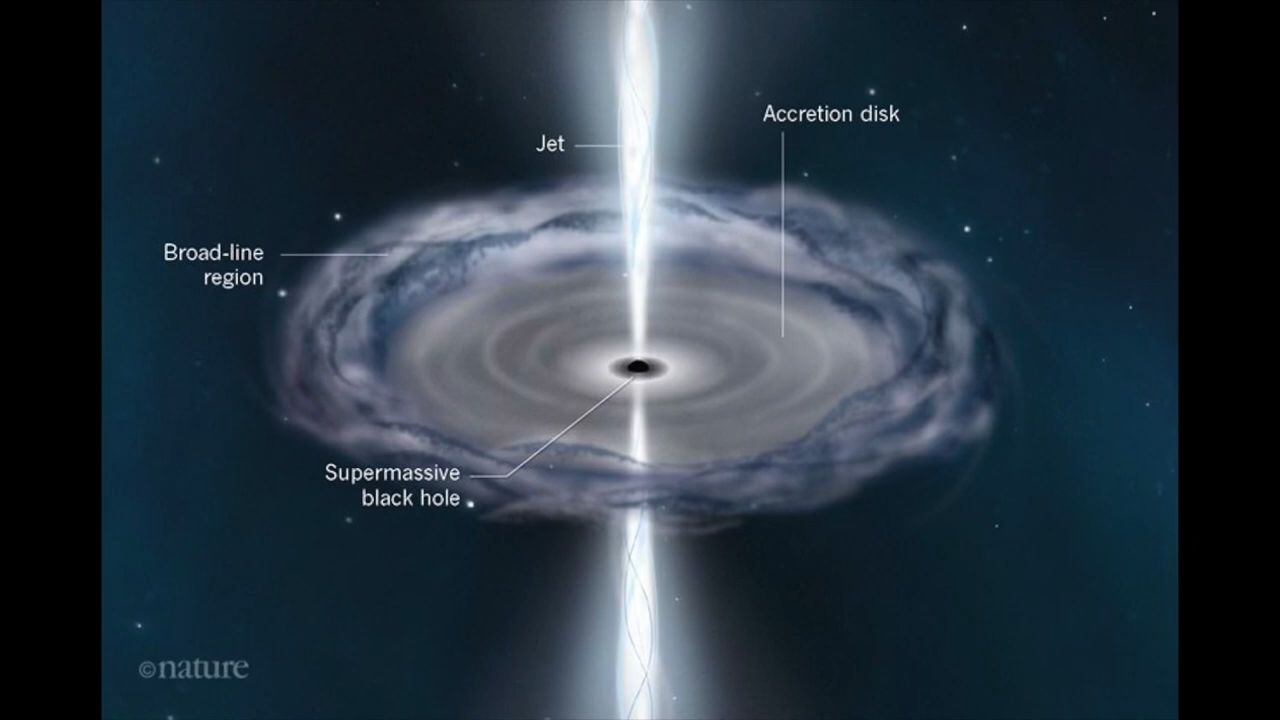 Accretion disk
Jet
Broad-line
region
Supermassive
black hole
©nature